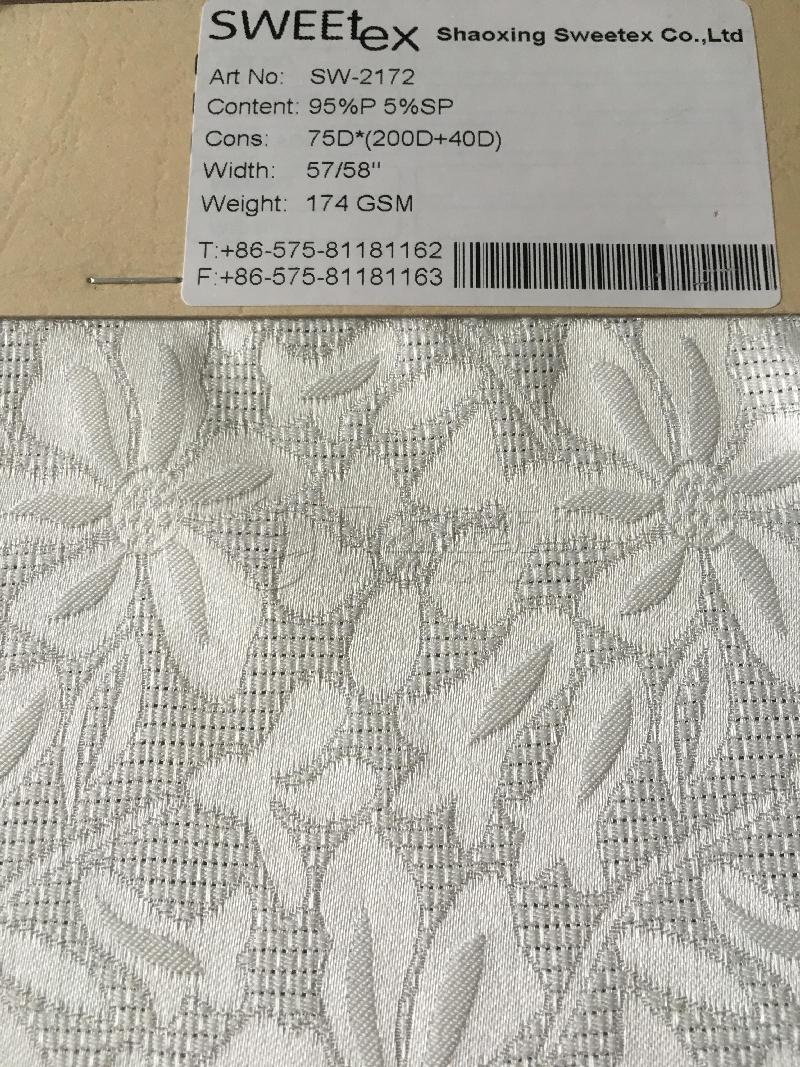 SWEEtex Shaoxing Sweetex Co.,Ltd
Art No: SW-2172
Content: 95%P 5%SP
Cons: 75D*(200D+40D)
Width: 57/58"
Weight: 174 GSM
T:+86-575-81181162
F:+86-575-81181163